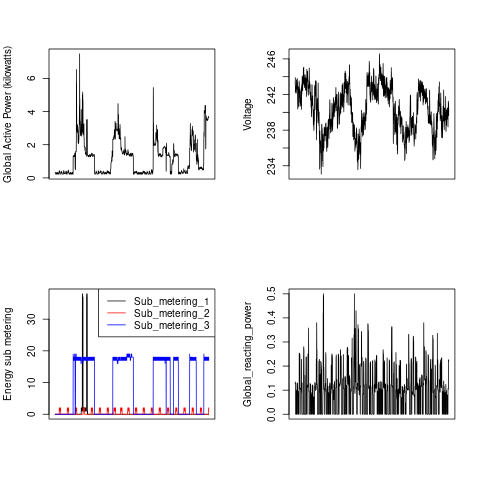 Global Active Power (kilowatts)
0 2 4 6
Voltage
234 238 242 246
Energy sub metering
0 10 20 30
Sub_metering_1
Sub_metering_2
Sub_metering_3
Global_reacting_power
0.0 0.1 0.2 0.3 0.4 0.5